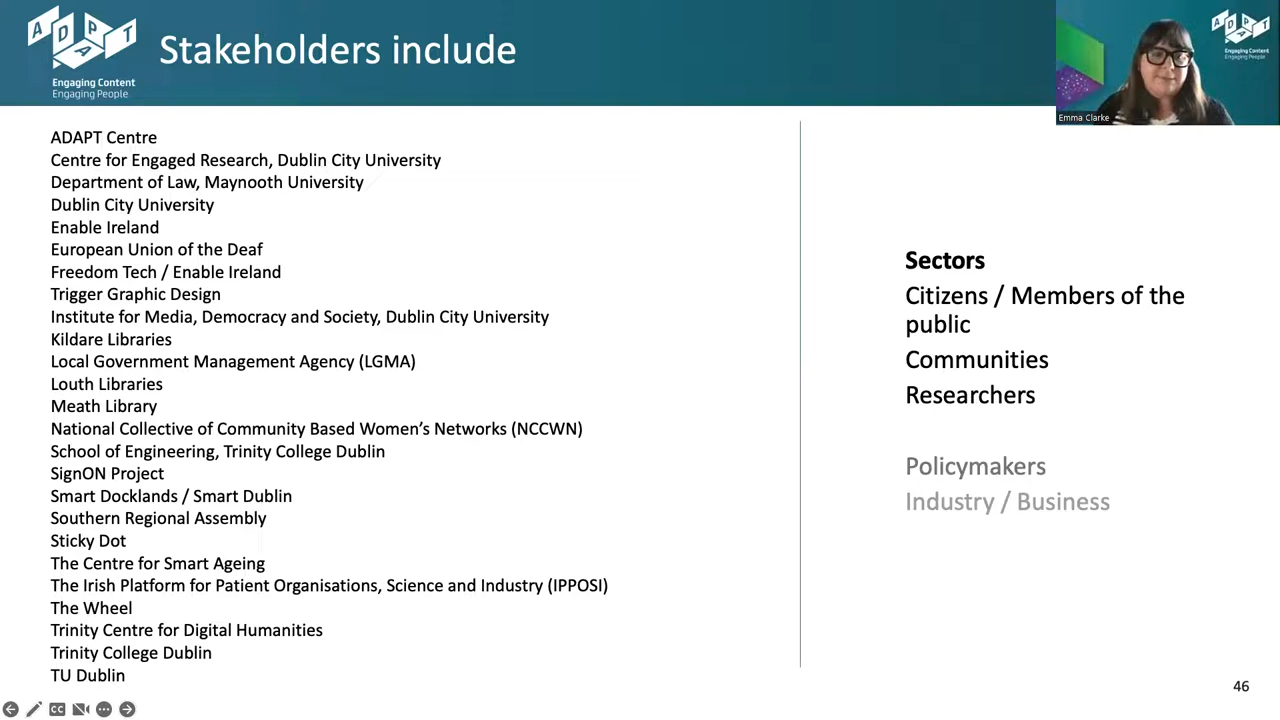 ADAPT
Engaging Content
Engaging People
Stakeholders include
ADAPT
Engaging Content
Engaging People
Emma Clarke
ADAPT Centre
Centre for Engaged Research, Dublin City University
Department of Law, Maynooth University
Dublin City University
Enable Ireland
European Union of the Deaf
Freedom Tech / Enable Ireland
Trigger Graphic Design
Institute for Media, Democracy and Society, Dublin City University
Kildare Libraries
Local Government Management Agency (LGMA)
Louth Libraries
Meath Library
National Collective of Community Based Women’s Networks (NCCWN)
School of Engineering, Trinity College Dublin
SignON Project
Smart Docklands / Smart Dublin
Southern Regional Assembly
Sticky Dot
The Centre for Smart Ageing
The Irish Platform for Patient Organisations, Science and Industry (IPPOSI)
The Wheel
Trinity Centre for Digital Humanities
Trinity College Dublin
TU Dublin
Sectors
Citizens / Members of the
public
Communities
Researchers
Policymakers
Industry / Business
46
CC